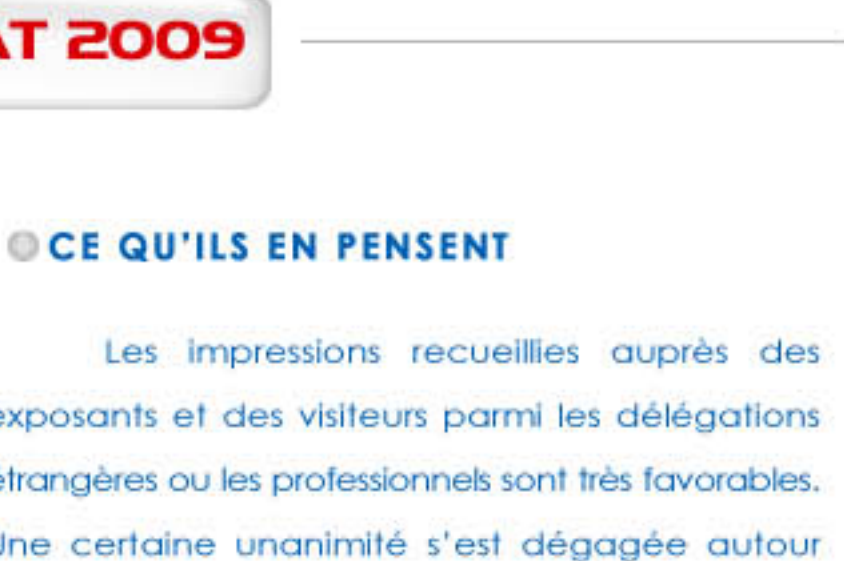 AT 2009
CE QU'ILS EN PENSENT
Les impressions recueillies auprès des
exposants et des visiteurs parmi les délégations
étrangères ou les professionnels sont très favorables.
Une certaine unanimité s'est dégagée autour